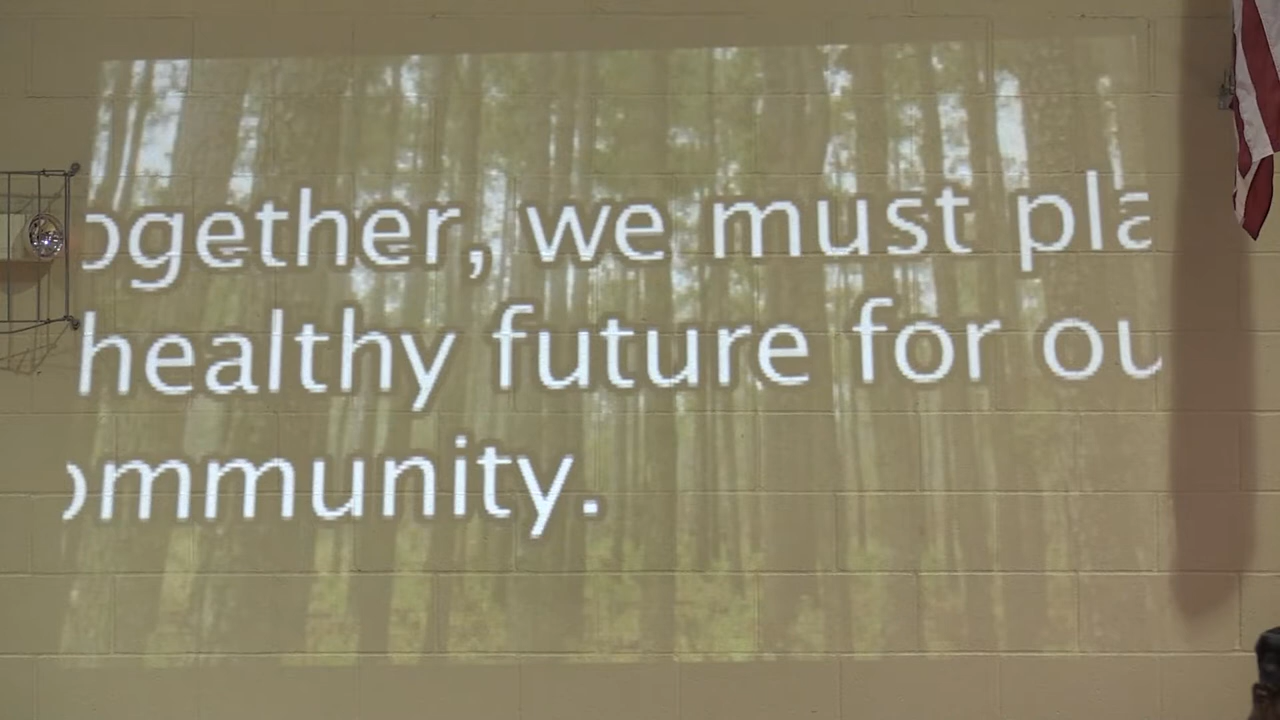 ogether, we must pla
healthy future for ou
ommunity.